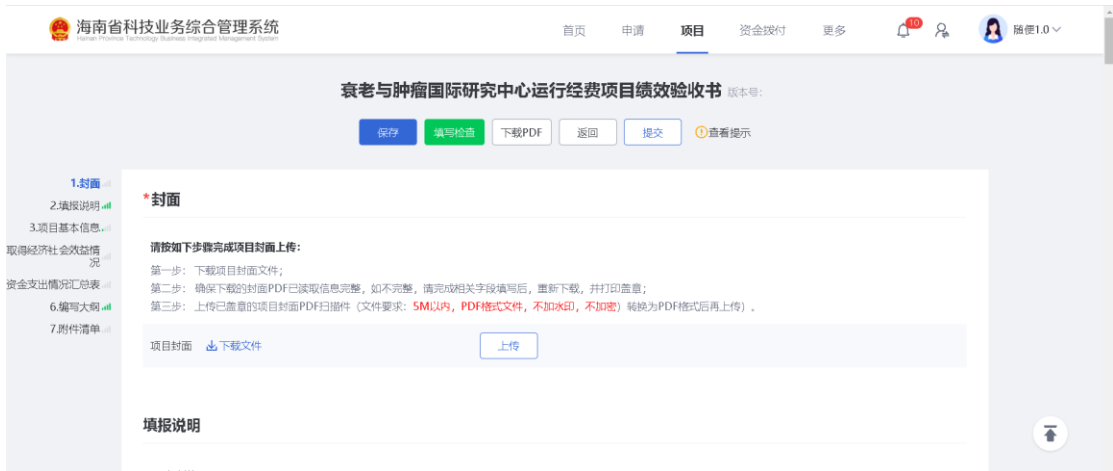 海南省科技业务综合管理系统
Hainan Province Technology Business Integrated Management System
首页 申请 项目 资金拨付 更多 10 随便1.0
衰老与肿瘤国际研究中心运行经费项目绩效验收书 版本号:
保存 填写检查 下载PDF 返回 提交 查看提示
1.封面
2.填报说明
3.项目基本信息
取得经济社会效益情
况
资金支出情况汇总表
6.编写大纲
7.附件清单
*封面
请按如下步骤完成项目封面上传：
第一步： 下载项目封面文件；
第二步： 确保下载的封面PDF已读取信息完整，如不完整，请完成相关字段填写后，重新下载，并打印盖章；
第三步： 上传已盖章的项目封面PDF扫描件（文件要求：5M以内，PDF格式文件，不加水印，不加密）转换为PDF格式后再上传）。
项目封面 下载文件 上传
填报说明